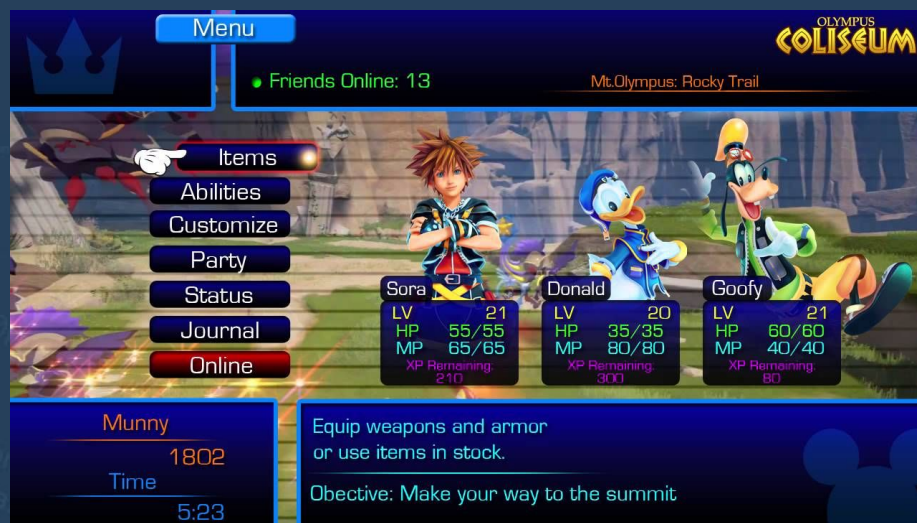 Menu
OLYMPUS
COLISEUM
Friends Online: 13
Mt.Olympus: Rocky Trail
Items
Abilities
Customize
Party
Status
Journal
Online
Sora
LV 21
HP 55/55
MP 65/65
XP Remaining:
210
Donald
LV 20
HP 35/35
MP 80/80
XP Remaining:
300
Goofy
LV 21
HP 60/60
MP 40/40
XP Remaining:
80
Munny
1802
Time
5:23
Equip weapons and armor
or use items in stock.
Obective: Make your way to the summit